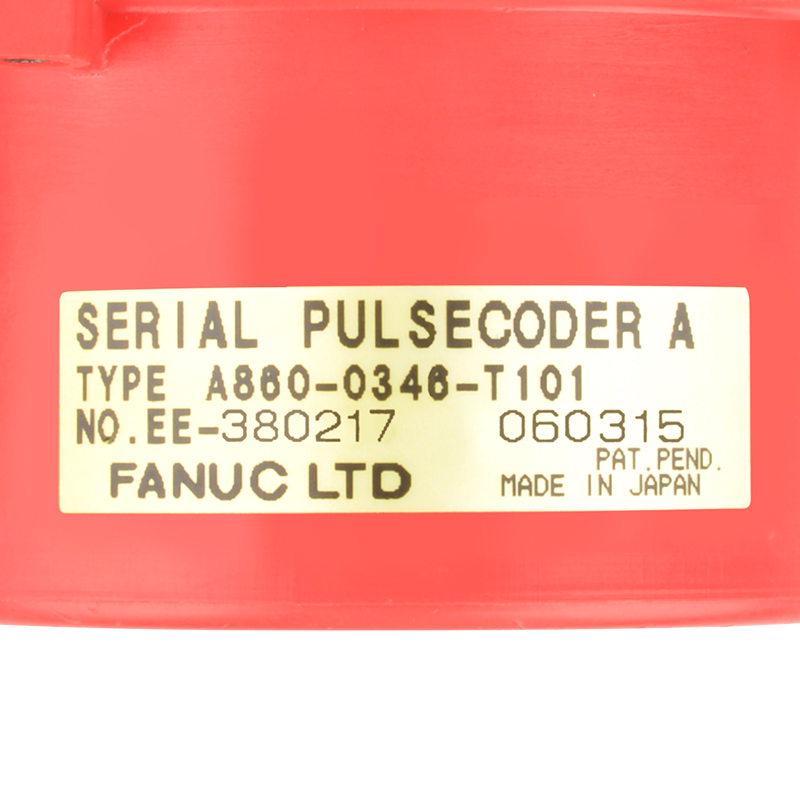 SERIAL PULSECODER A
TYPE A860-0346-T101
NO.EE-380217 060315
PAT.PEND.
FANUC LTD MADE IN JAPAN